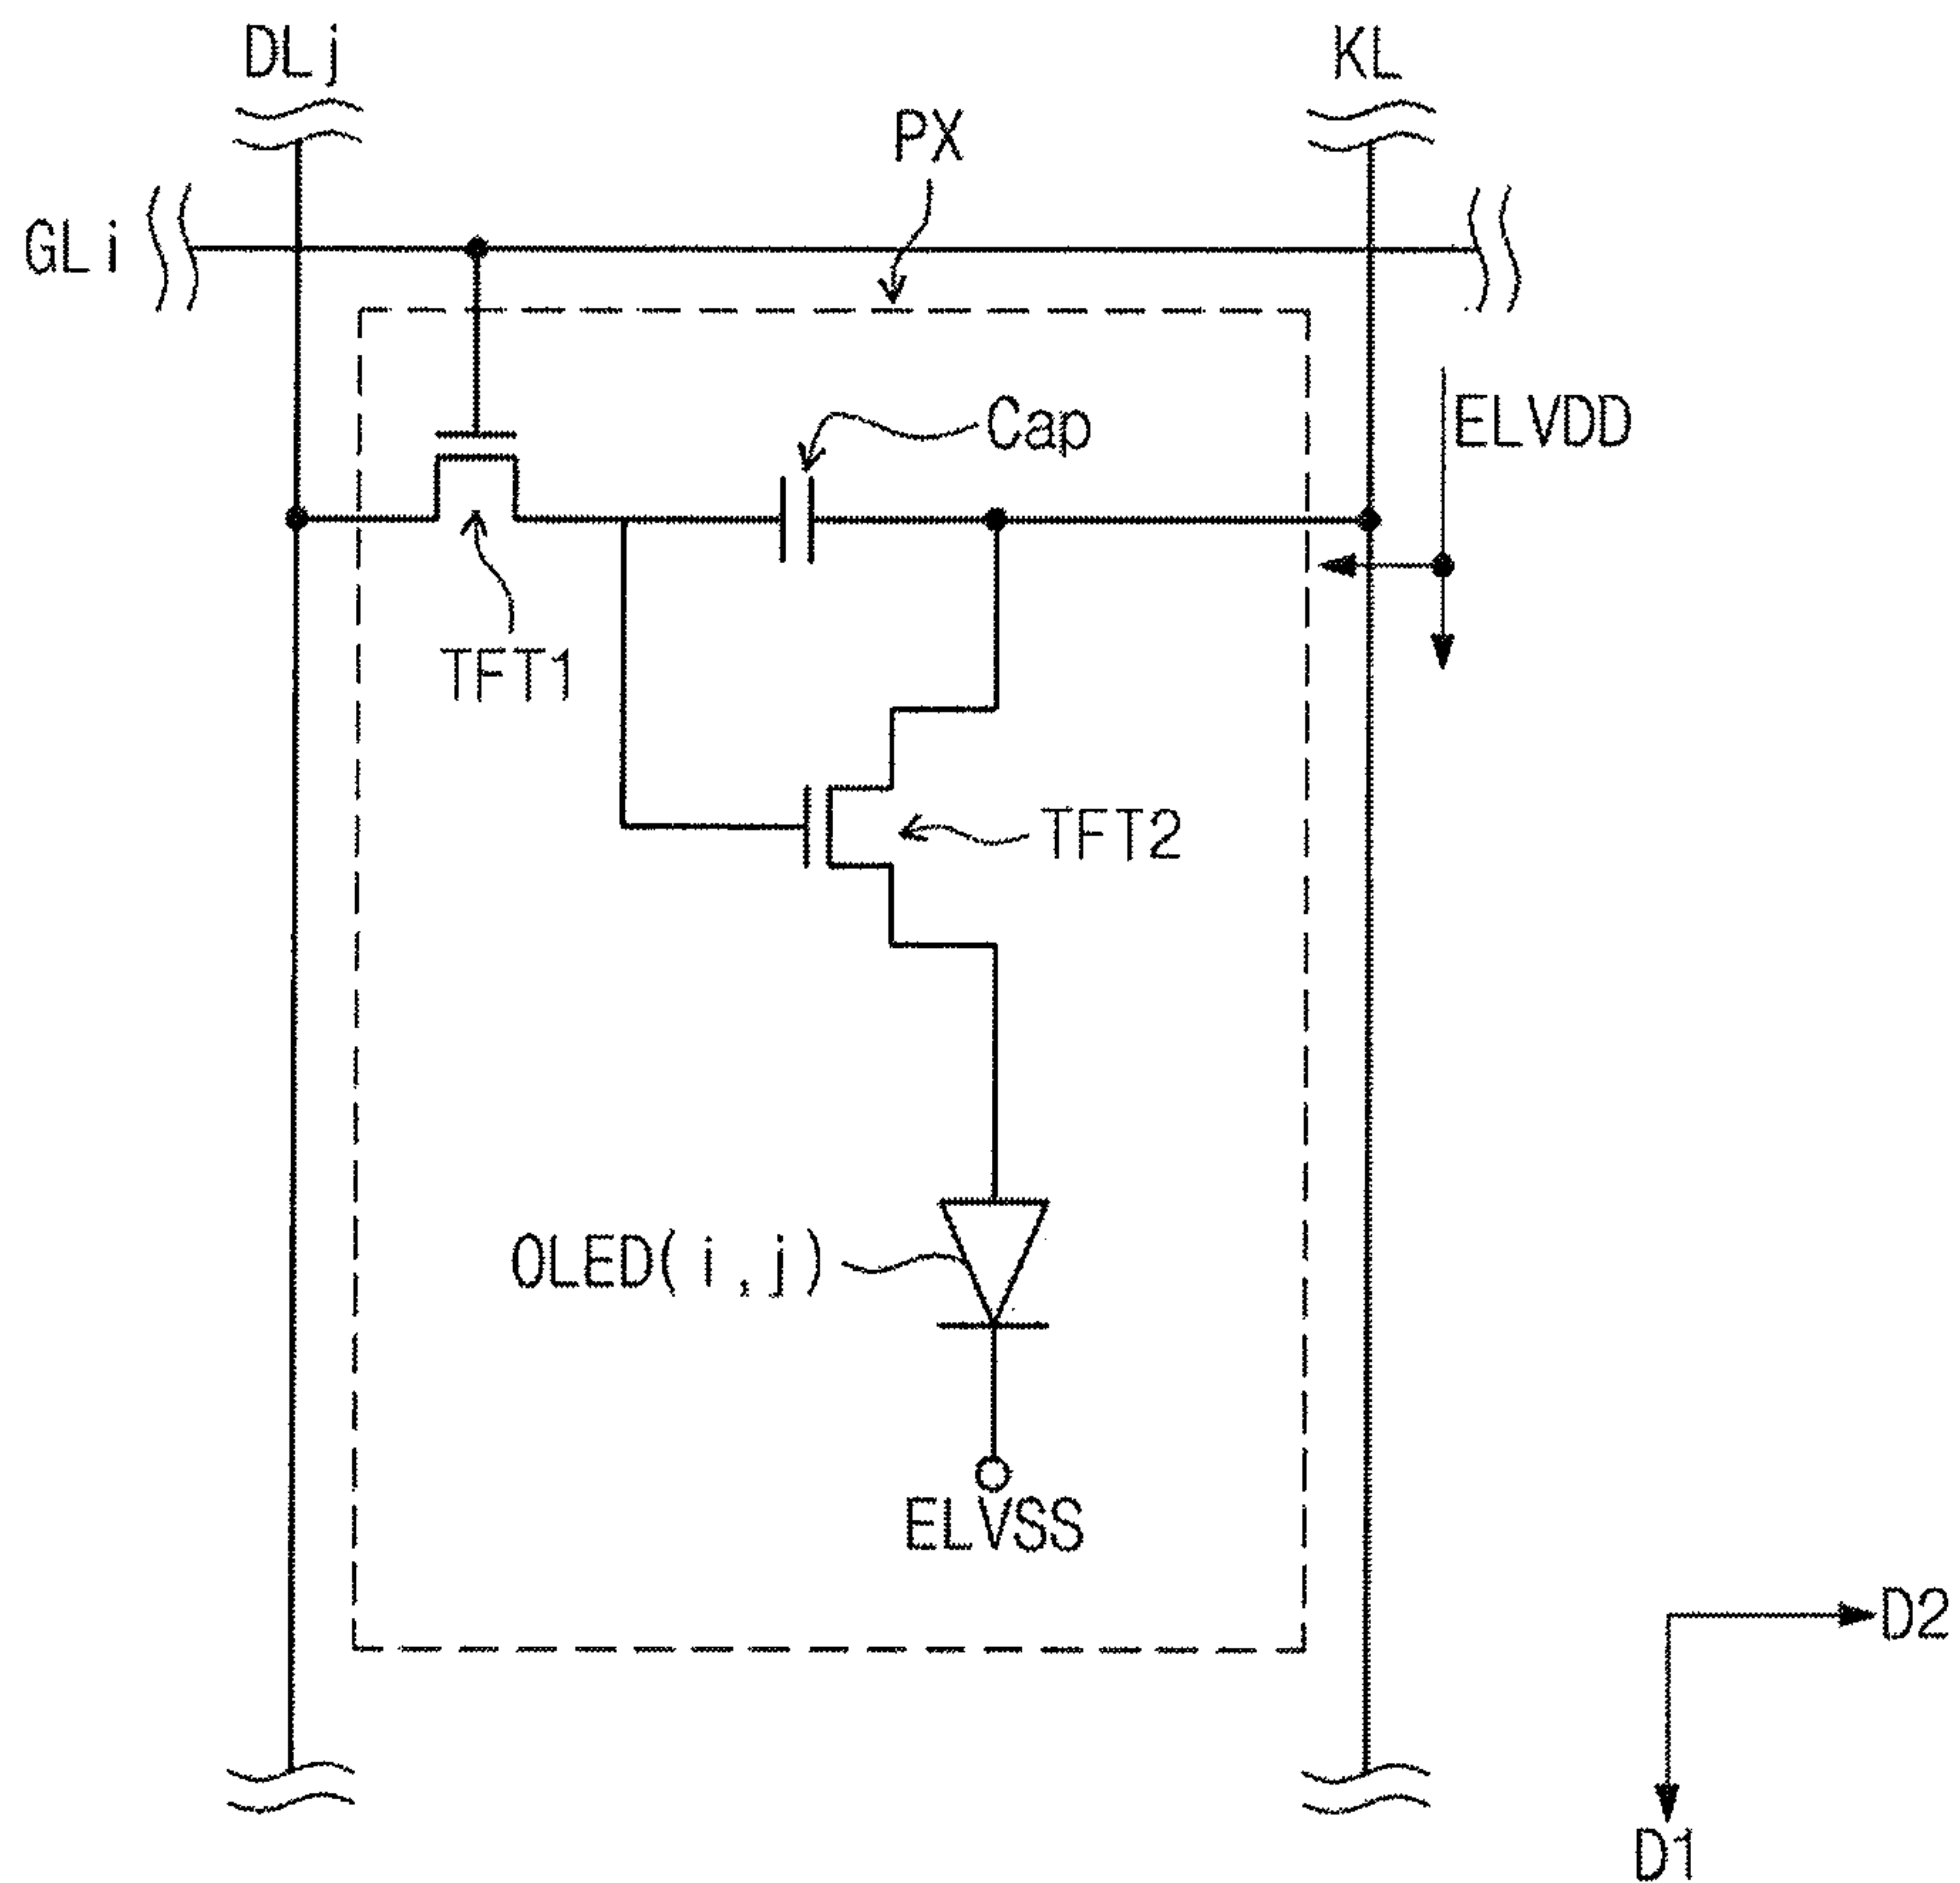 DLj
KL
PX
GLi
Cap
ELVDD
TFT1
TFT2
OLED(i,j)
ELVSS
D2
D1